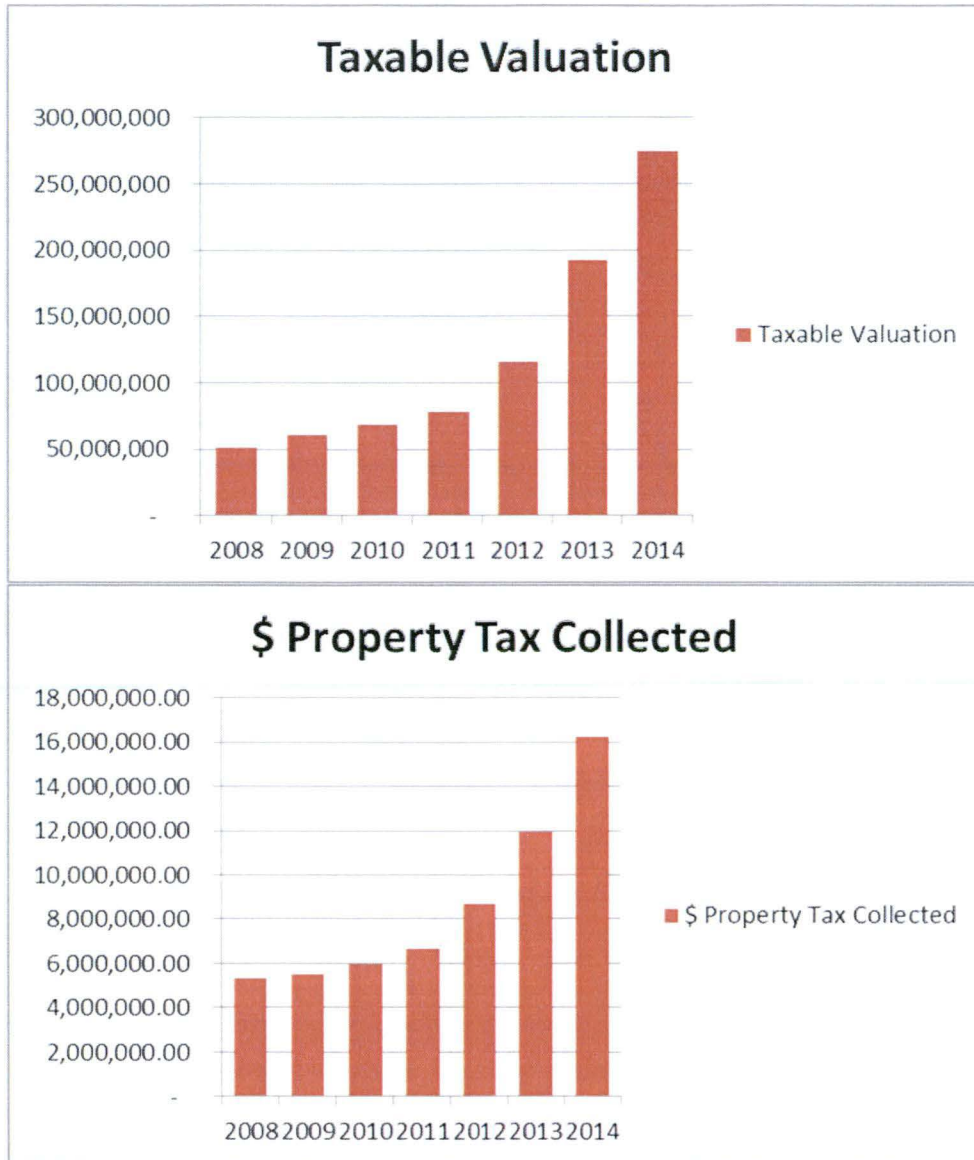 Taxable Valuation
300,000,000
250,000,000
200,000,000
150,000,000
100,000,000
50,000,000
-
2008 2009 2010 2011 2012 2013 2014
Taxable Valuation
$ Property Tax Collected
18,000,000.00
16,000,000.00
14,000,000.00
12,000,000.00
10,000,000.00
8,000,000.00
6,000,000.00
4,000,000.00
2,000,000.00
-
2008 2009 2010 2011 2012 2013 2014
$ Property Tax Collected